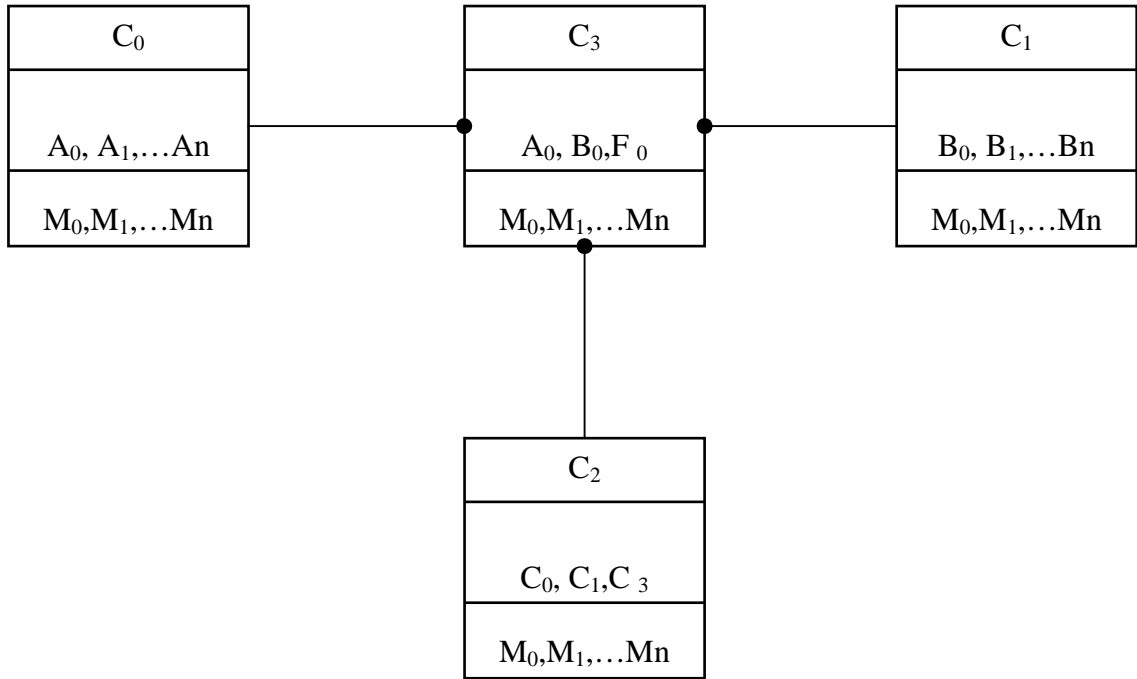 C₀
A₀, A₁,…An
M₀,M₁,…Mn
C₃
A₀, B₀,F ₀
M₀,M₁,…Mn
C₁
B₀, B₁,…Bn
M₀,M₁,…Mn
C₂
C₀, C₁,C ₃
M₀,M₁,…Mn